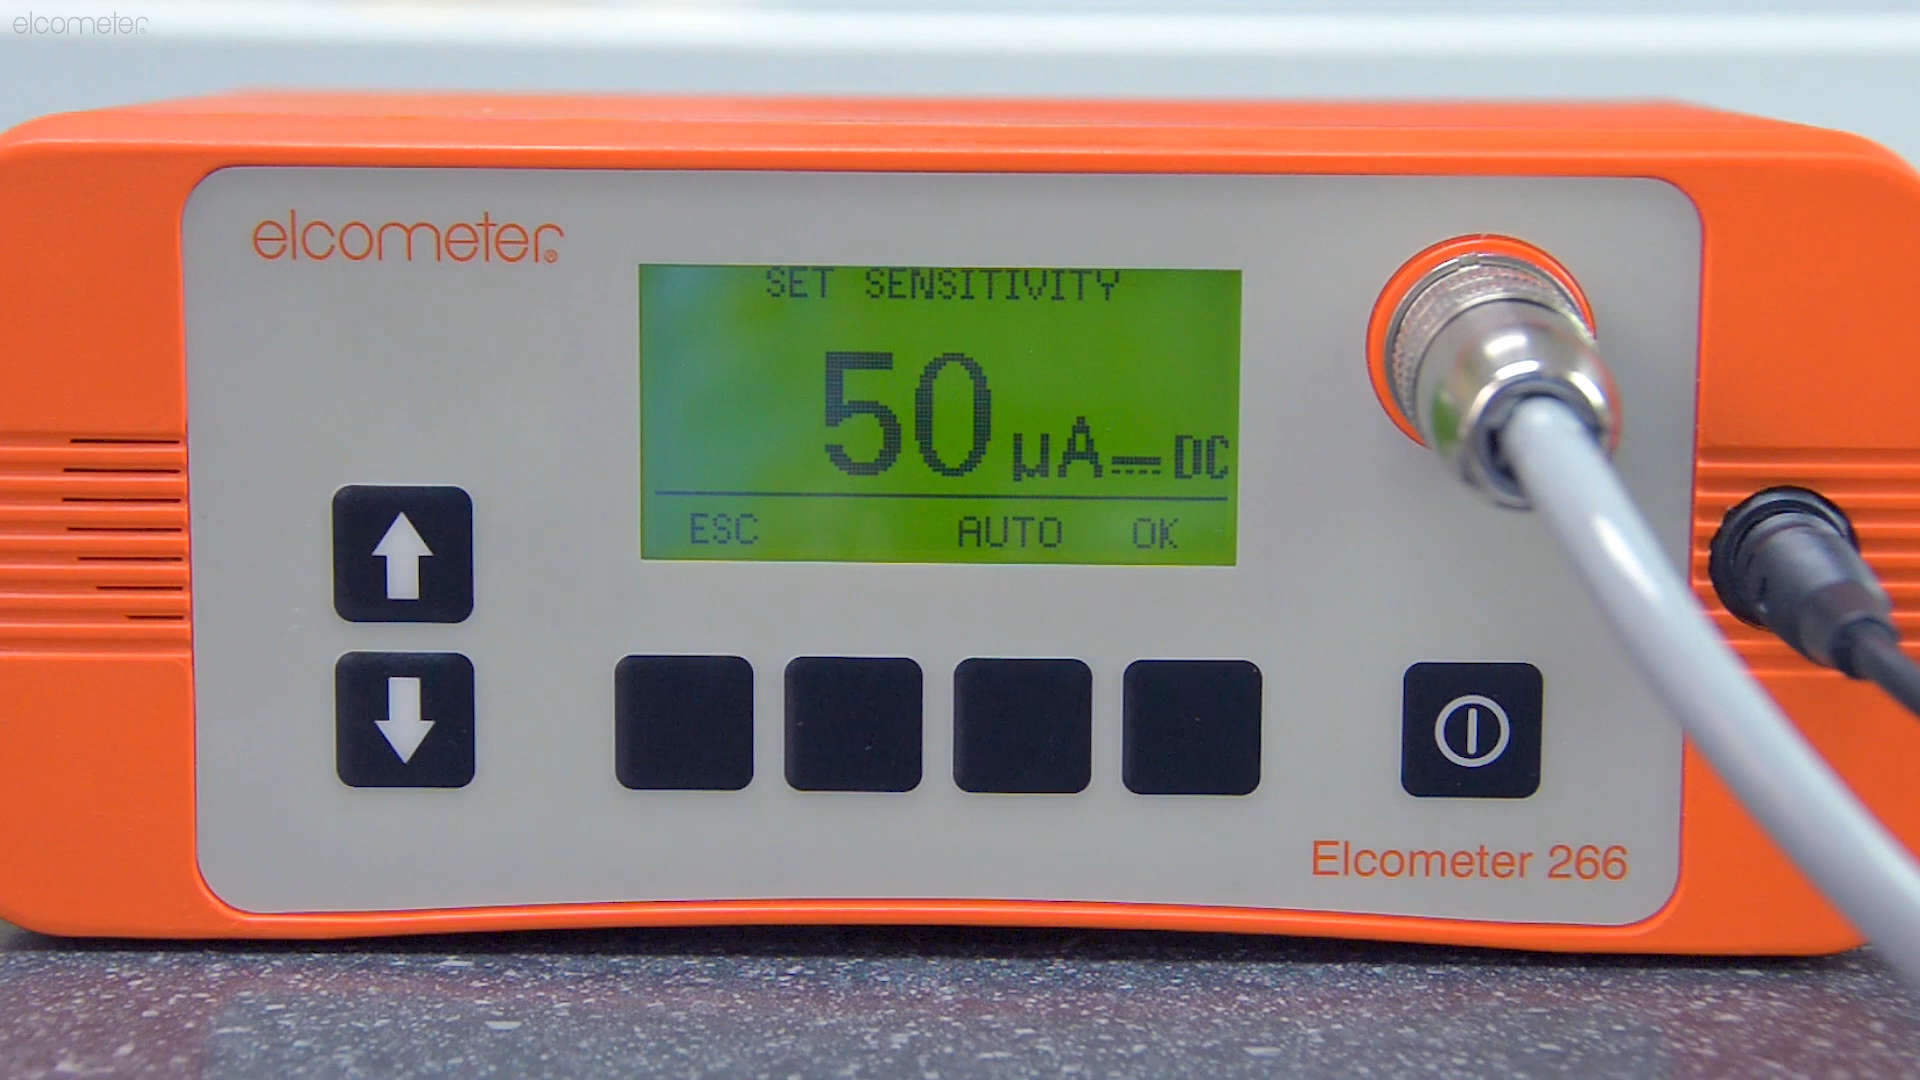 elcometer
elcometer®
SET SENSITIVITY
50 µA DC
ESC AUTO OK
Elcometer 266